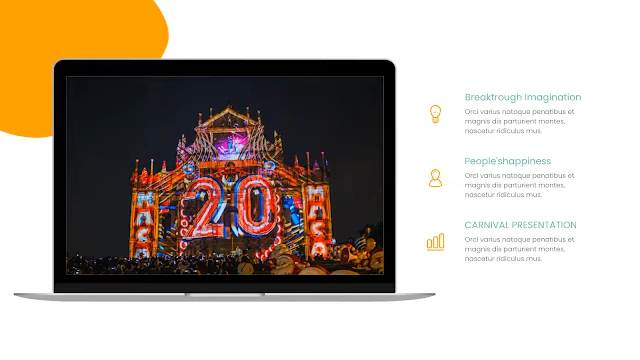 20
MACA
MACA
Breaktrough Imagination
Orci varius natoque penatibus et
magnis dis parturient montes,
nascetur ridiculus mus.
People'shappiness
Orci varius natoque penatibus et
magnis dis parturient montes,
nascetur ridiculus mus.
CARNIVAL PRESENTATION
Orci varius natoque penatibus et
magnis dis parturient montes,
nascetur ridiculus mus.